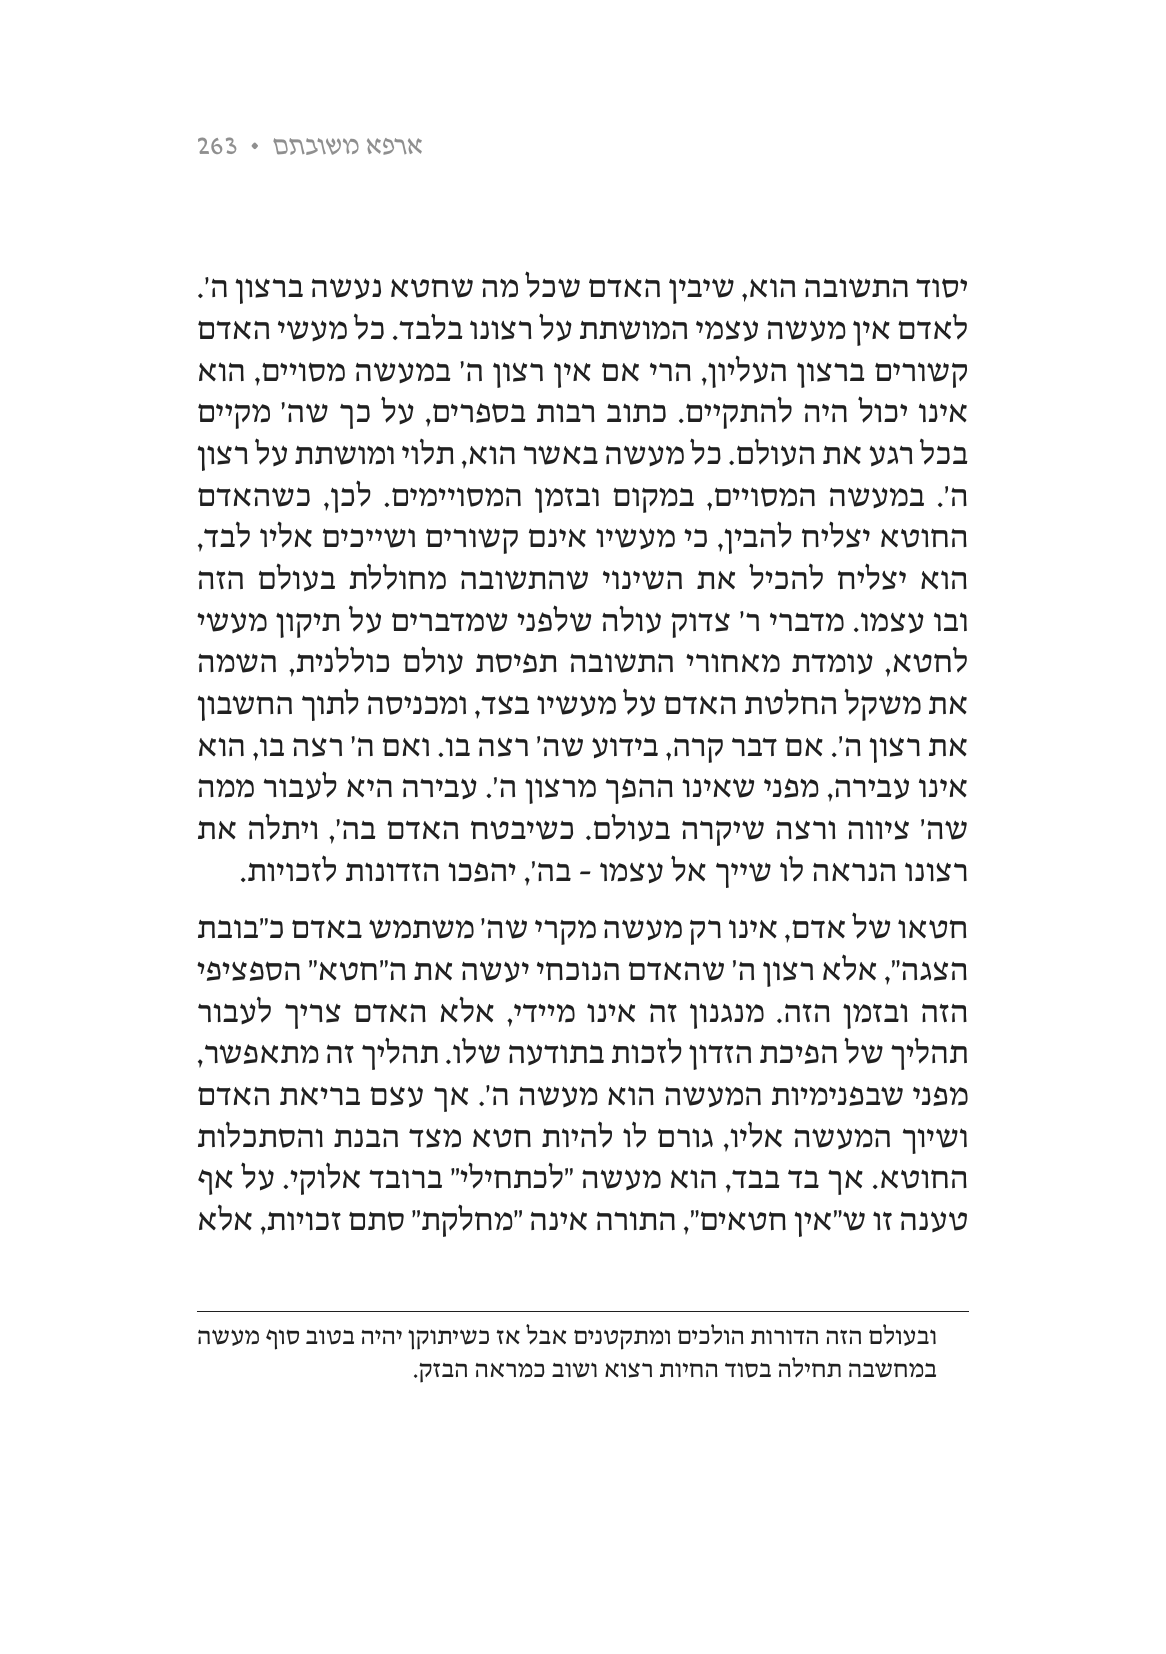 ארפא משובתם • 263
יסוד התשובה הוא, שיבין האדם שכל מה שחטא נעשה ברצון ה'.
לאדם אין מעשה עצמי המושתת על רצונו בלבד. כל מעשי האדם
קשורים ברצון העליון, הרי אם אין רצון ה' במעשה מסויים, הוא
אינו יכול היה להתקיים. כתוב רבות בספרים, על כך שה' מקיים
בכל רגע את העולם. כל מעשה באשר הוא, תלוי ומושתת על רצון
ה'. במעשה המסויים, במקום ובזמן המסויימים. לכן, כשהאדם
החוטא יצליח להבין, כי מעשיו אינם קשורים ושייכים אליו לבד,
הוא יצליח להכיל את השינוי שהתשובה מחוללת בעולם הזה
ובו עצמו. מדברי ר' צדוק עולה שלפני שמדברים על תיקון מעשי
לחטא, עומדת מאחורי התשובה תפיסת עולם כוללנית, השמה
את משקל החלטת האדם על מעשיו בצד, ומכניסה לתוך החשבון
את רצון ה'. אם דבר קרה, בידוע שה' רצה בו. ואם ה' רצה בו, הוא
אינו עבירה, מפני שאינו ההפך מרצון ה'. עבירה היא לעבור ממה
שה' ציווה ורצה שיקרה בעולם. כשיבטח האדם בה', ויתלה את
רצונו הנראה לו שייך אל עצמו - בה', יהפכו הזדונות לזכויות.
חטאו של אדם, אינו רק מעשה מקרי שה' משתמש באדם כ"בובת
הצגה", אלא רצון ה' שהאדם הנוכחי יעשה את ה"חטא" הספציפי
הזה ובזמן הזה. מנגנון זה אינו מיידי, אלא האדם צריך לעבור
תהליך של הפיכת הזדון לזכות בתודעה שלו. תהליך זה מתאפשר,
מפני שבפנימיות המעשה הוא מעשה ה'. אך עצם בריאת האדם
ושיוך המעשה אליו, גורם לו להיות חטא מצד הבנת והסתכלות
החוטא. אך בד בבד, הוא מעשה "לכתחילי" ברובד אלוקי. על אף
טענה זו ש"אין חטאים", התורה אינה "מחלקת" סתם זכויות, אלא
ובעולם הזה הדורות הולכים ומתקטנים אבל אז כשיתוקן יהיה בטוב סוף מעשה
במחשבה תחילה בסוד החיות רצוא ושוב כמראה הבזק.